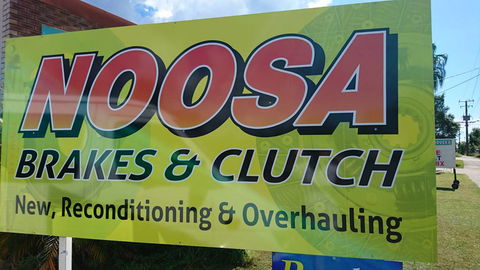 NOOSA
BRAKES & CLUTCH
New, Reconditioning & Overhauling